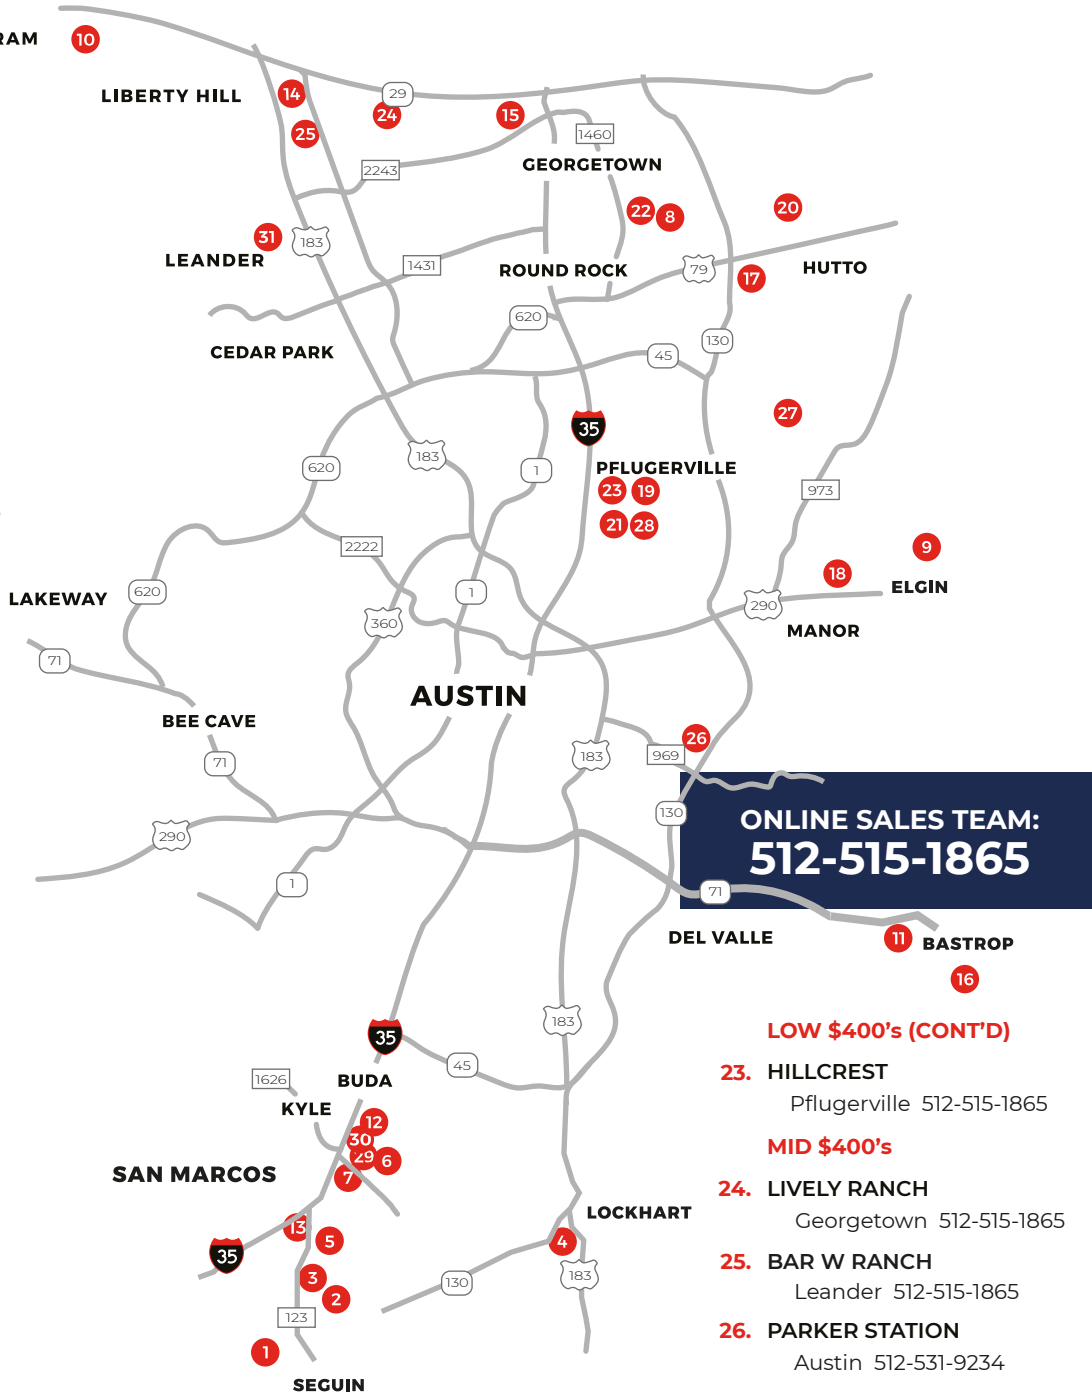 RAM
10
LIBERTY HILL
14
29
24
15
25
1460
GEORGETOWN
2243
22
8
20
31
183
LEANDER
1431
ROUND ROCK
79
17
HUTTO
620
130
CEDAR PARK
45
27
35
183
620
1
PFLUGERVILLE
23
19
973
21
28
2222
9
18
ELGIN
LAKEWAY
620
1
290
360
MANOR
71
AUSTIN
BEE CAVE
26
183
969
71
130
290
ONLINE SALES TEAM:
512-515-1865
1
71
DEL VALLE
11
BASTROP
16
183
35
45
1626
BUDA
KYLE
12
30
29
6
7
SAN MARCOS
13
5
35
LOCKHART
4
3
130
183
2
123
1
SEGUIN
LOW $400's (CONT'D)
23. HILLCREST
Pflugerville 512-515-1865
MID $400's
24. LIVELY RANCH
Georgetown 512-515-1865
25. BAR W RANCH
Leander 512-515-1865
26. PARKER STATION
Austin 512-531-9234